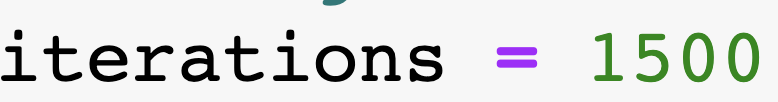 iterations = 1500